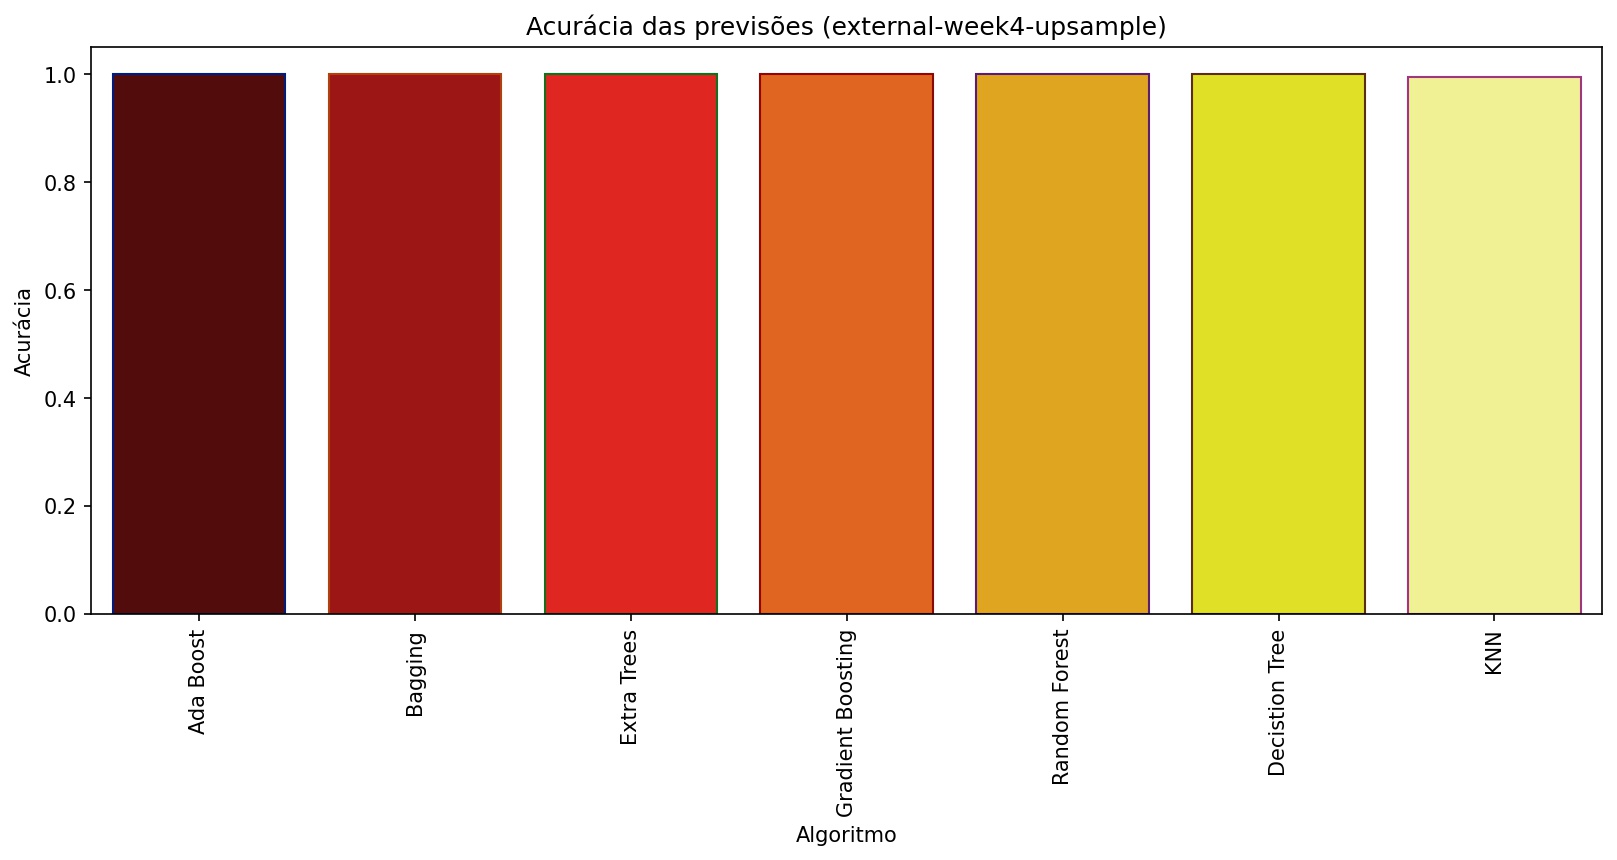 Acurácia das previsões (external-week4-upsample)
1.0
0.8
0.6
0.4
0.2
0.0
Acurácia
Ada Boost
Bagging
Extra Trees
Gradient Boosting
Random Forest
Decistion Tree
KNN
Algoritmo